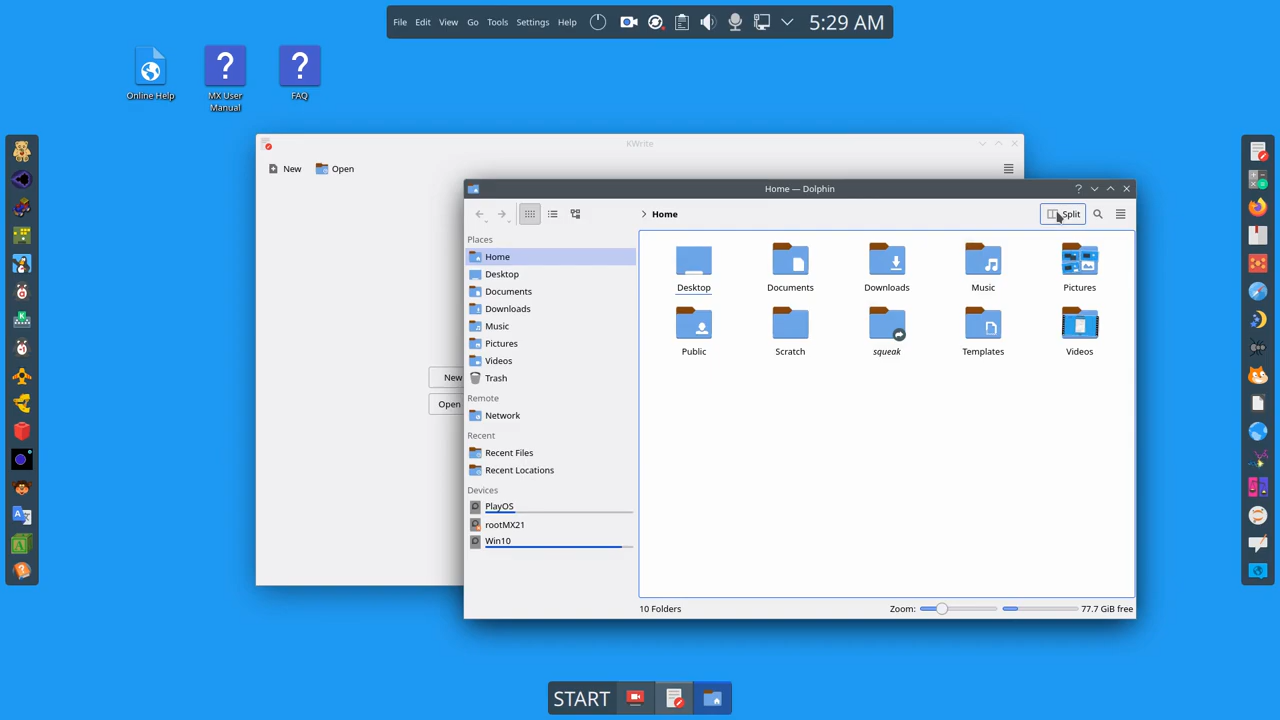 File Edit View Go Tools Settings Help 5:29 AM
Online Help
MX User
Manual
FAQ
KWrite
New Open
New
Open
Home — Dolphin
Home
Split
Places
Home
Desktop
Documents
Downloads
Music
Pictures
Videos
Trash
Remote
Network
Recent
Recent Files
Recent Locations
Devices
PlayOS
rootMX21
Win10
Desktop Documents Downloads Music Pictures
Public Scratch squeak Templates Videos
10 Folders Zoom: 77.7 GiB free
START